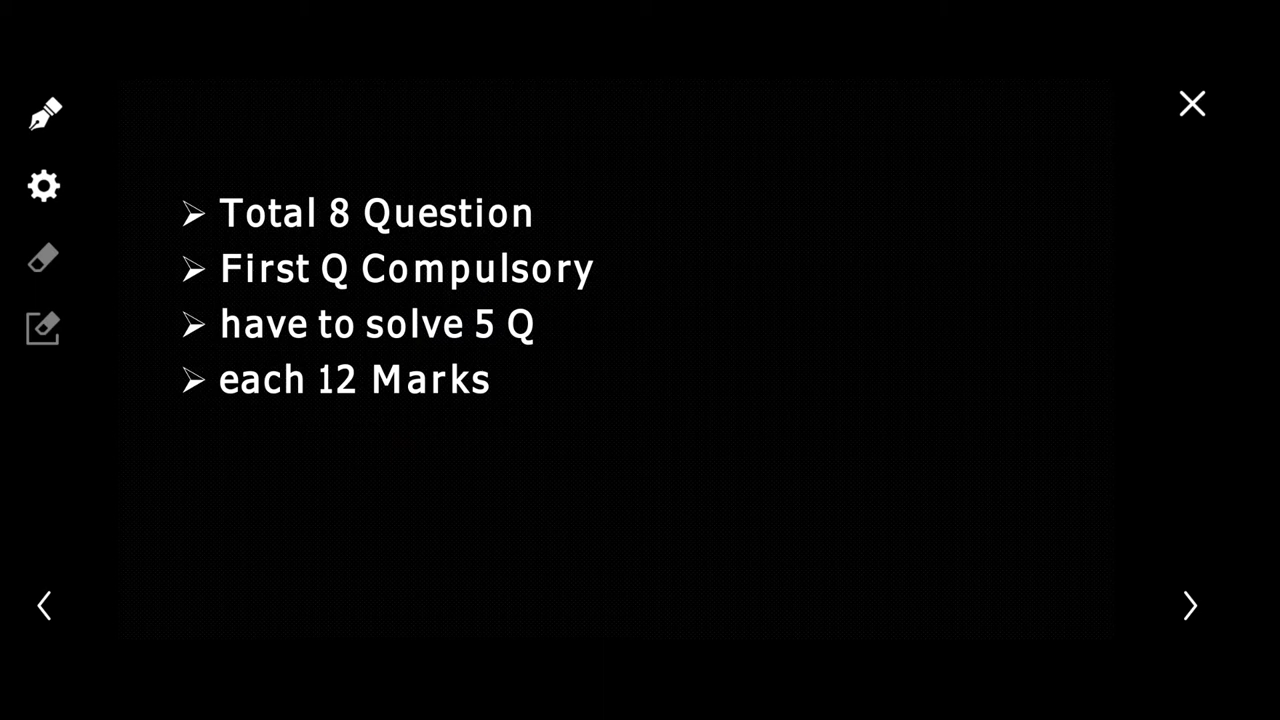 ➢ Total 8 Question
➢ First Q Compulsory
➢ have to solve 5 Q
➢ each 12 Marks